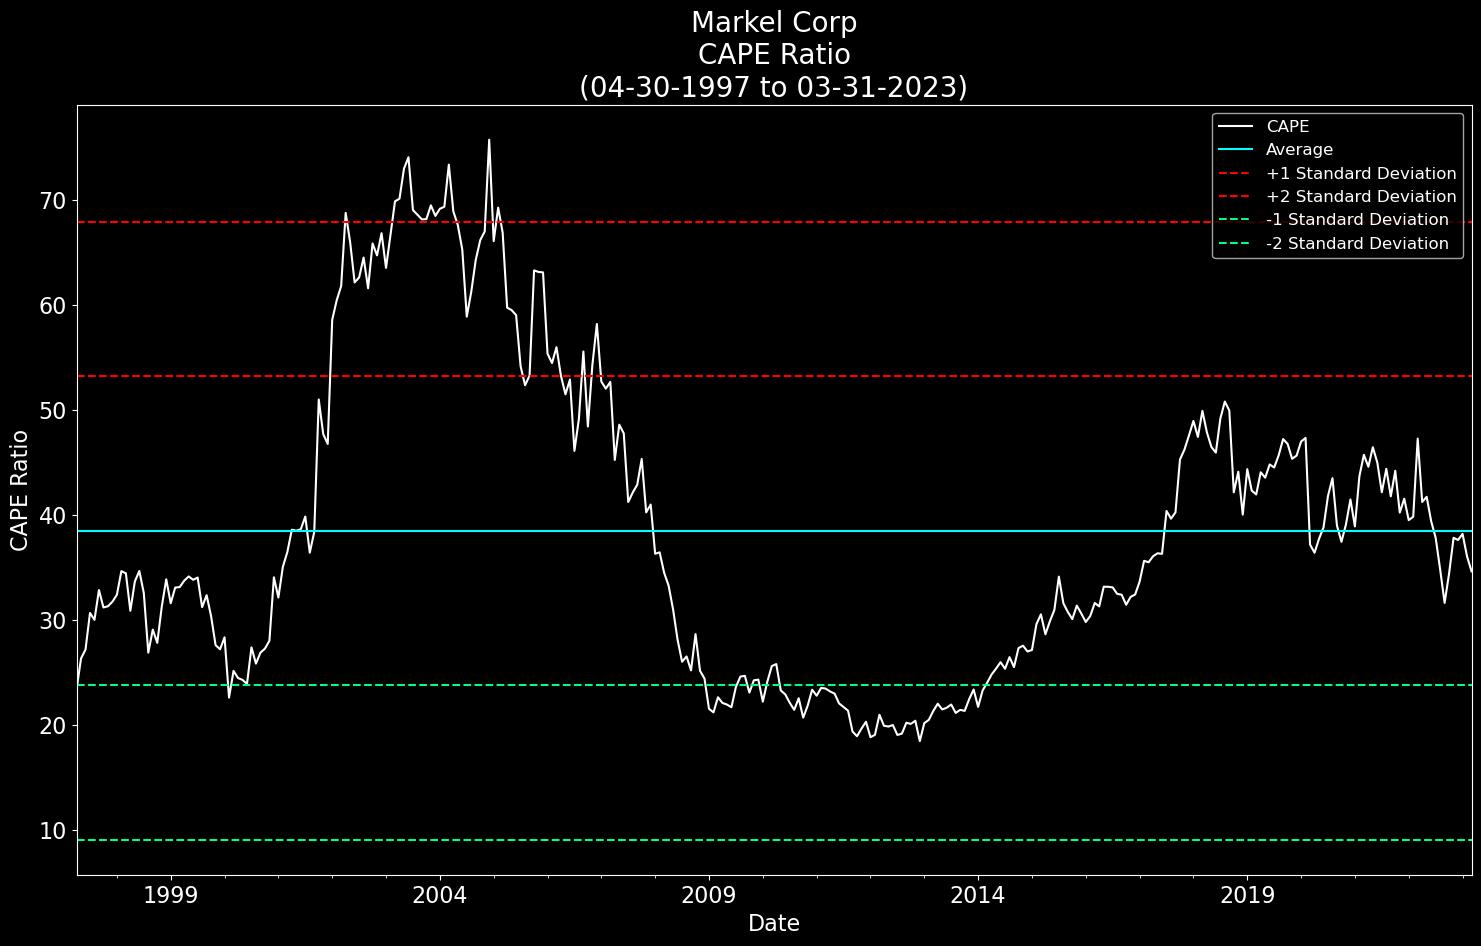 Markel Corp
CAPE Ratio
(04-30-1997 to 03-31-2023)
CAPE
Average
+1 Standard Deviation
+2 Standard Deviation
-1 Standard Deviation
-2 Standard Deviation
CAPE Ratio
70
60
50
40
30
20
10
1999
2004
2009
2014
2019
Date